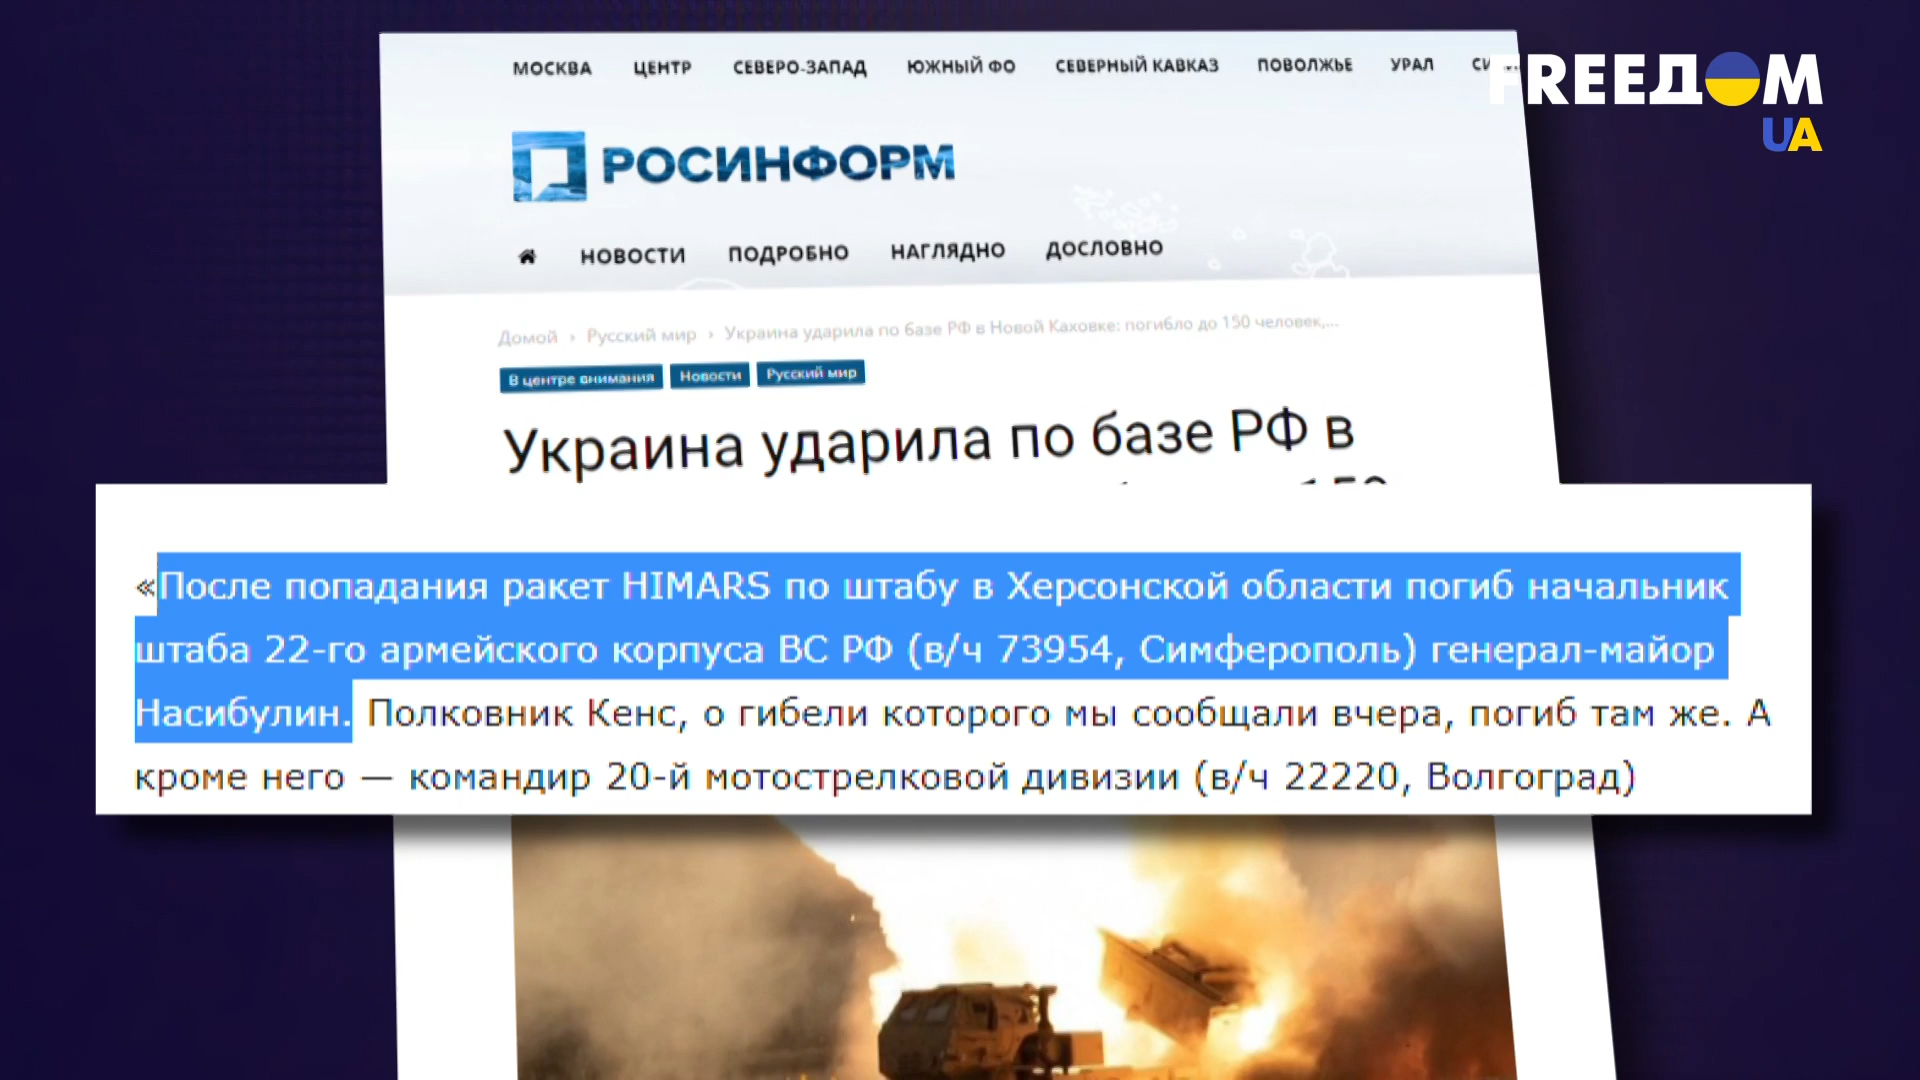 МОСКВА ЦЕНТР СЕВЕРО-ЗАПАД ЮЖНЫЙ ФО СЕВЕРНЫЙ КАВКАЗ ПОВОЛЖЬЕ УРАЛ
FREEДOM
UA
РОСИНФОРМ
НОВОСТИ ПОДРОБНО НАГЛЯДНО ДОСЛОВНО
Домой › Русский мир › Украина ударила по базе РФ в Новой Каховке: погибло до 150 человек,...
В центре внимания Новости Русский мир
Украина ударила по базе РФ в
«После попадания ракет HIMARS по штабу в Херсонской области погиб начальник
штаба 22-го армейского корпуса ВС РФ (в/ч 73954, Симферополь) генерал-майор
Насибулин. Полковник Кенс, о гибели которого мы сообщали вчера, погиб там же. А
кроме него — командир 20-й мотострелковой дивизии (в/ч 22220, Волгоград)